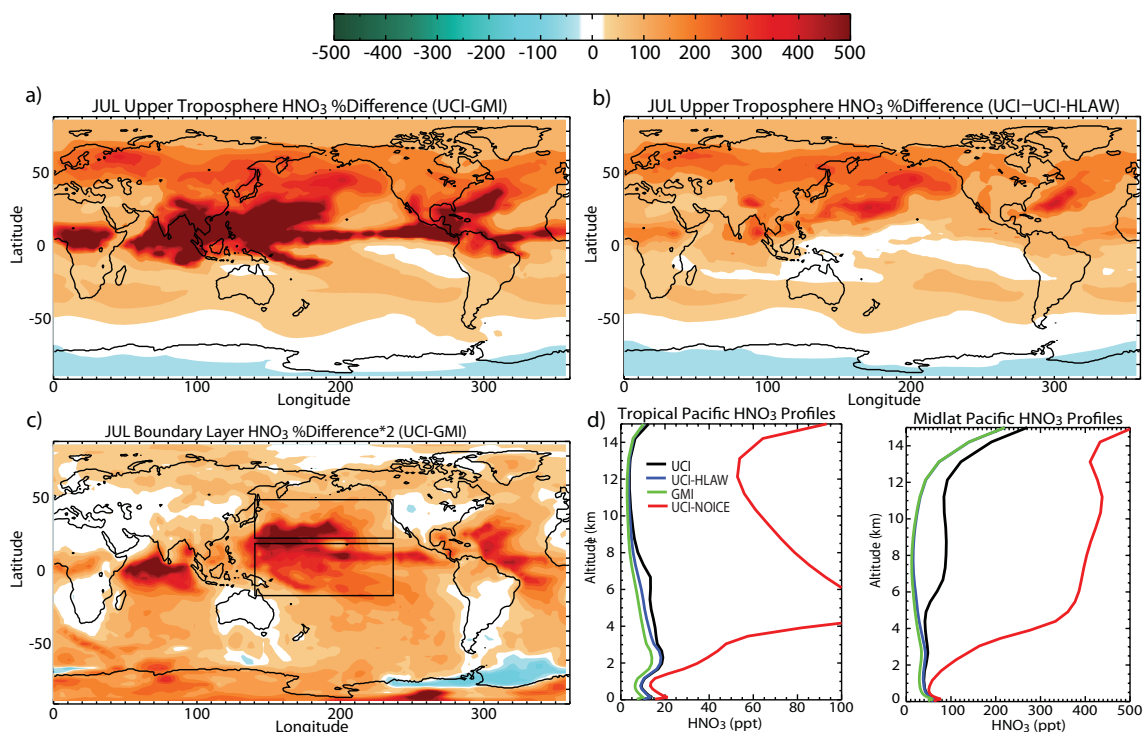 -500 -400 -300 -200 -100 0 100 200 300 400 500
a)
JUL Upper Troposphere HNO3 %Difference (UCI-GMI)
Latitude
50
0
-50
0 100 200 300
Longitude
b)
JUL Upper Troposphere HNO3 %Difference (UCI−UCI-HLAW)
Latitude
50
0
-50
0 100 200 300
Longitude
c)
JUL Boundary Layer HNO3 %Difference*2 (UCI-GMI)
Latitude
50
0
-50
0 100 200 300
Longitude
d)
Tropical Pacific HNO3 Profiles
Altitude (km
14
12
10
8
6
4
2
0
UCI
UCI-HLAW
GMI
UCI-NOICE
0 20 40 60 80 100
HNO3 (ppt)
Midlat Pacific HNO3 Profiles
Altitude (km)
14
12
10
8
6
4
2
0
0 100 200 300 400 500
HNO3 (ppt)